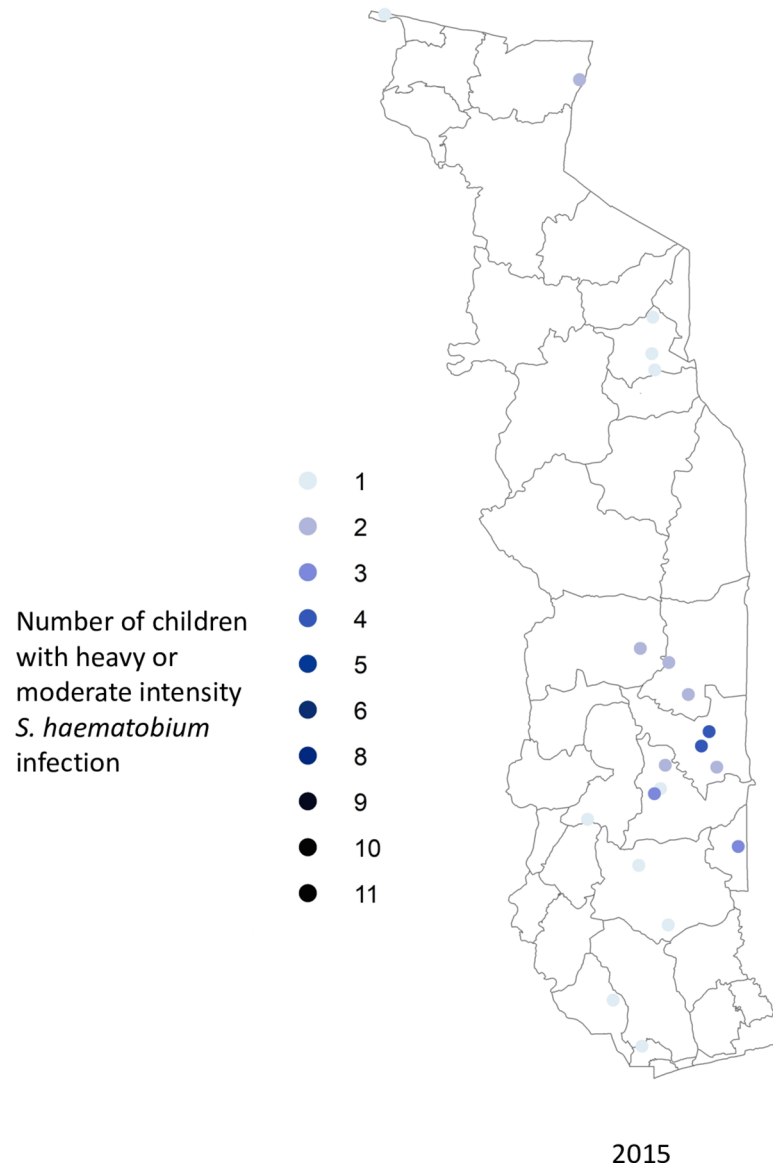 1
2
3
4
5
6
8
9
10
11
Number of children
with heavy or
moderate intensity
S. haematobium
infection
2015